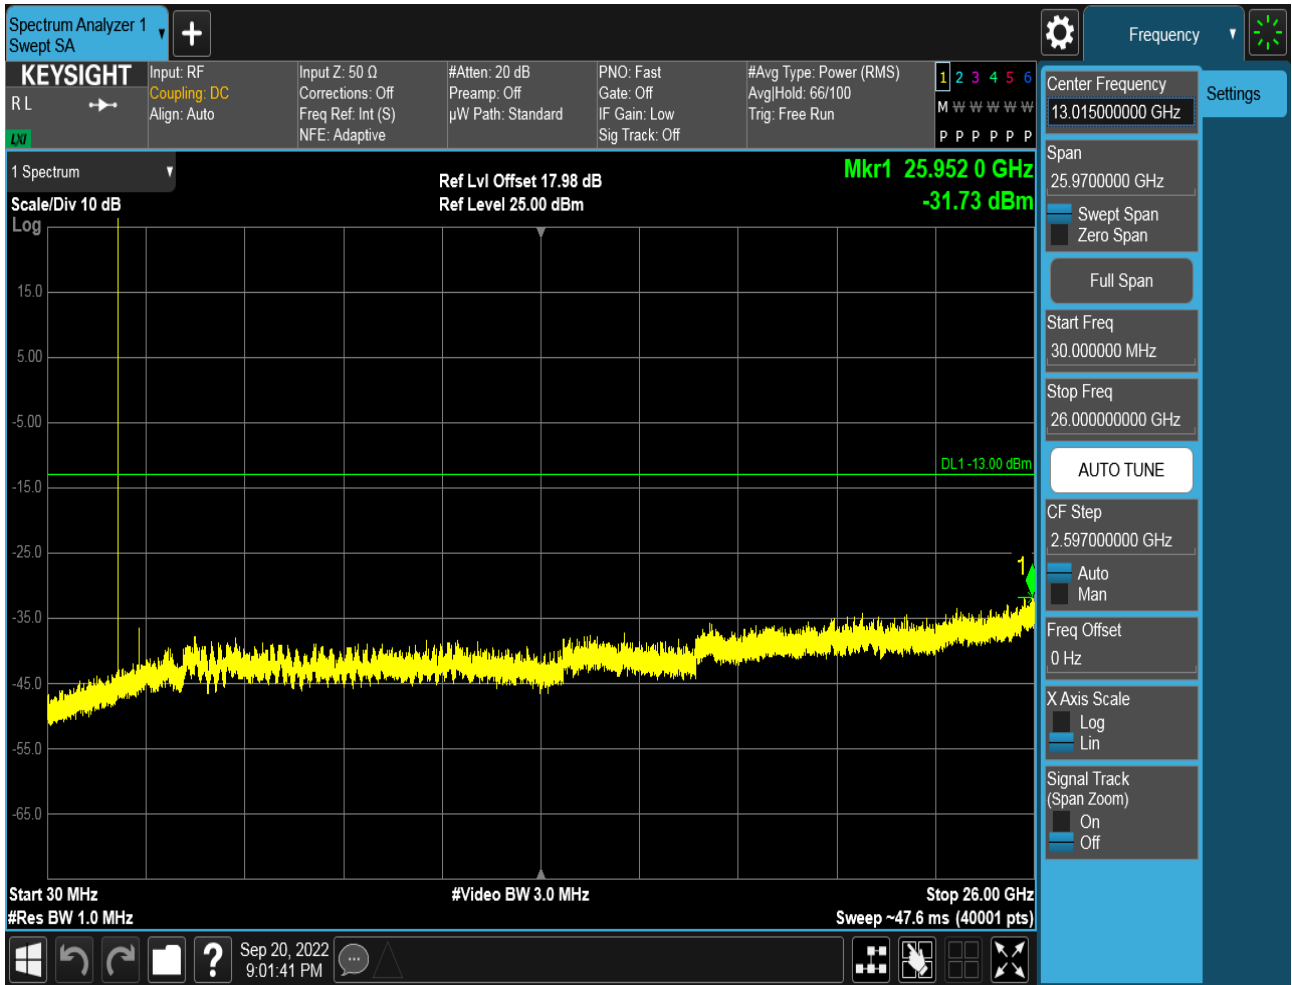 Spectrum Analyzer 1
Swept SA
Frequency
KEYSIGHT
R L
LXI
Input: RF
Coupling: DC
Align: Auto
Input Z: 50 Ω
Corrections: Off
Freq Ref: Int (S)
NFE: Adaptive
#Atten: 20 dB
Preamp: Off
µW Path: Standard
PNO: Fast
Gate: Off
IF Gain: Low
Sig Track: Off
#Avg Type: Power (RMS)
Avg|Hold: 66/100
Trig: Free Run
1 2 3 4 5 6
M W W W W W
P P P P P P
1 Spectrum
Scale/Div 10 dB
Log
Ref Lvl Offset 17.98 dB
Ref Level 25.00 dBm
Mkr1 25.952 0 GHz
-31.73 dBm
15.0
5.00
-5.00
-15.0
-25.0
-35.0
-45.0
-55.0
-65.0
DL1 -13.00 dBm
1
Start 30 MHz
#Res BW 1.0 MHz
#Video BW 3.0 MHz
Stop 26.00 GHz
Sweep ~47.6 ms (40001 pts)
Center Frequency
13.015000000 GHz
Settings
Span
25.9700000 GHz
Swept Span
Zero Span
Full Span
Start Freq
30.000000 MHz
Stop Freq
26.000000000 GHz
AUTO TUNE
CF Step
2.597000000 GHz
Auto
Man
Freq Offset
0 Hz
X Axis Scale
Log
Lin
Signal Track
(Span Zoom)
On
Off
?
Sep 20, 2022
9:01:41 PM